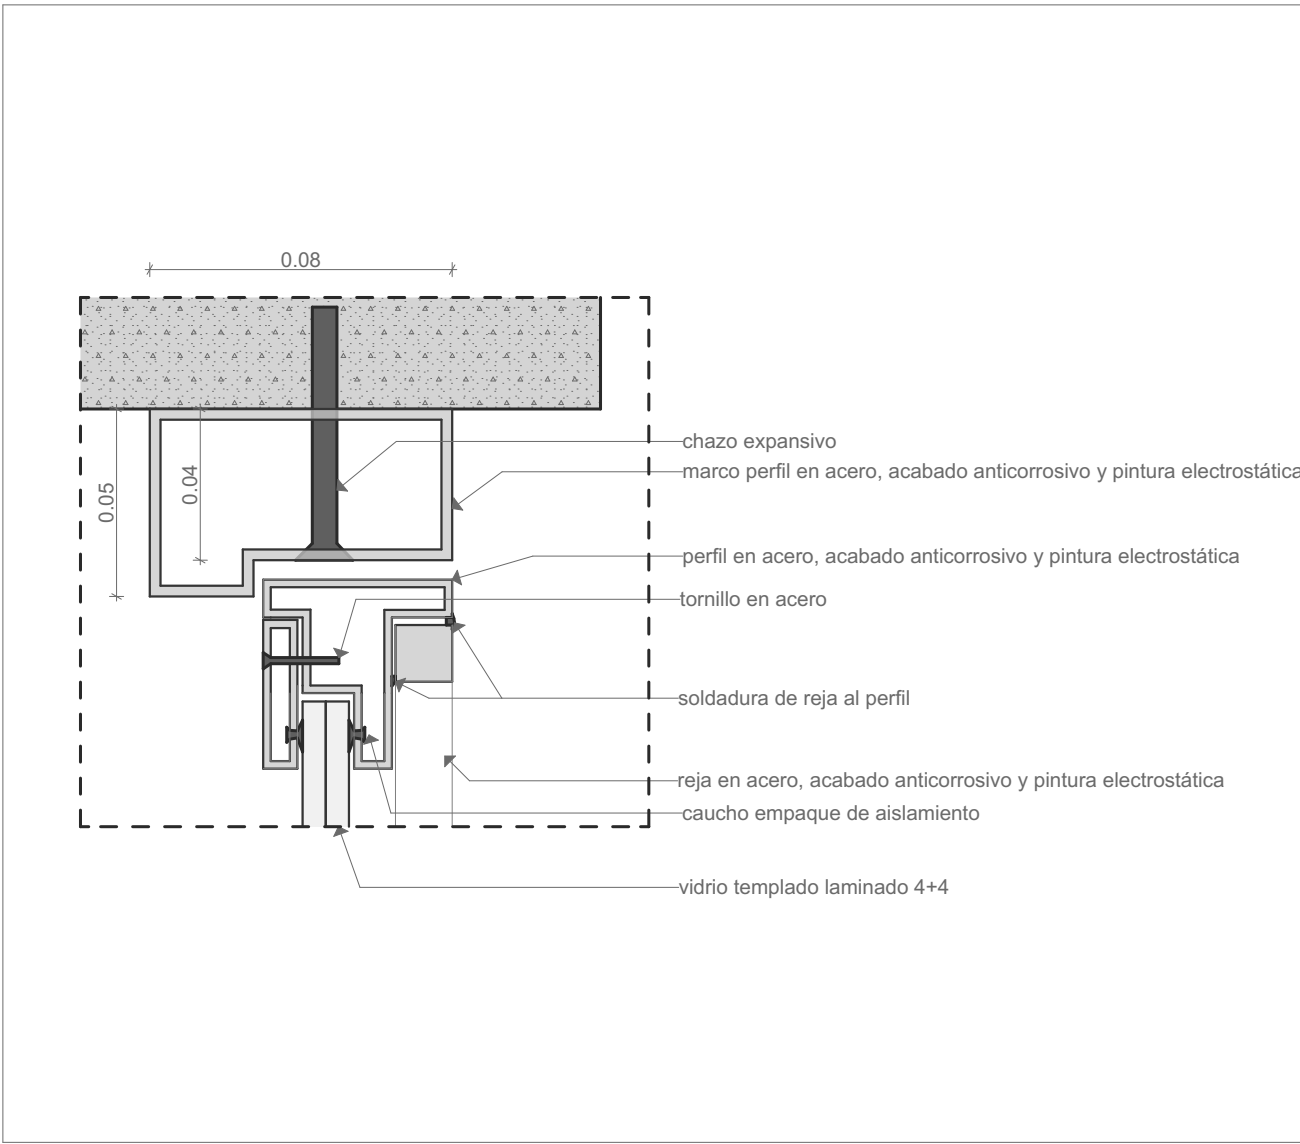 0.08
0.05
0.04
chazo expansivo
marco perfil en acero, acabado anticorrosivo y pintura electrostática
perfil en acero, acabado anticorrosivo y pintura electrostática
tornillo en acero
soldadura de reja al perfil
reja en acero, acabado anticorrosivo y pintura electrostática
caucho empaque de aislamiento
vidrio templado laminado 4+4